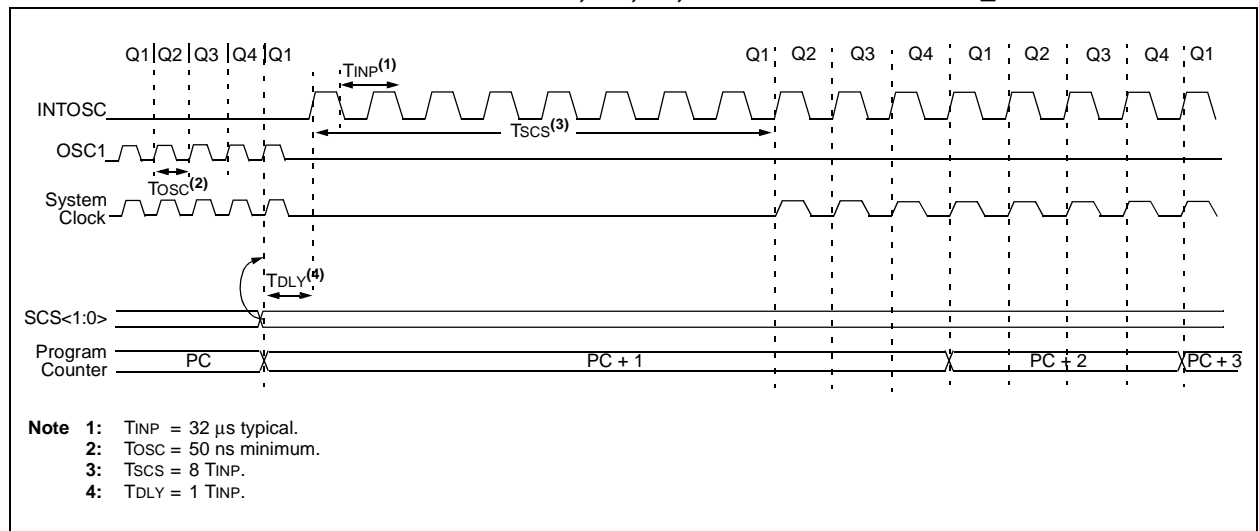 Q1 Q2 Q3 Q4 Q1 Q1 Q2 Q3 Q4 Q1 Q2 Q3 Q4 Q1
TINP(1)
INTOSC
TSCS(3)
OSC1
TOSC(2)
System
Clock
TDLY(4)
SCS<1:0>
Program
Counter
PC PC + 1 PC + 2 PC + 3
Note 1: TINP = 32 μs typical.
2: TOSC = 50 ns minimum.
3: TSCS = 8 TINP.
4: TDLY = 1 TINP.